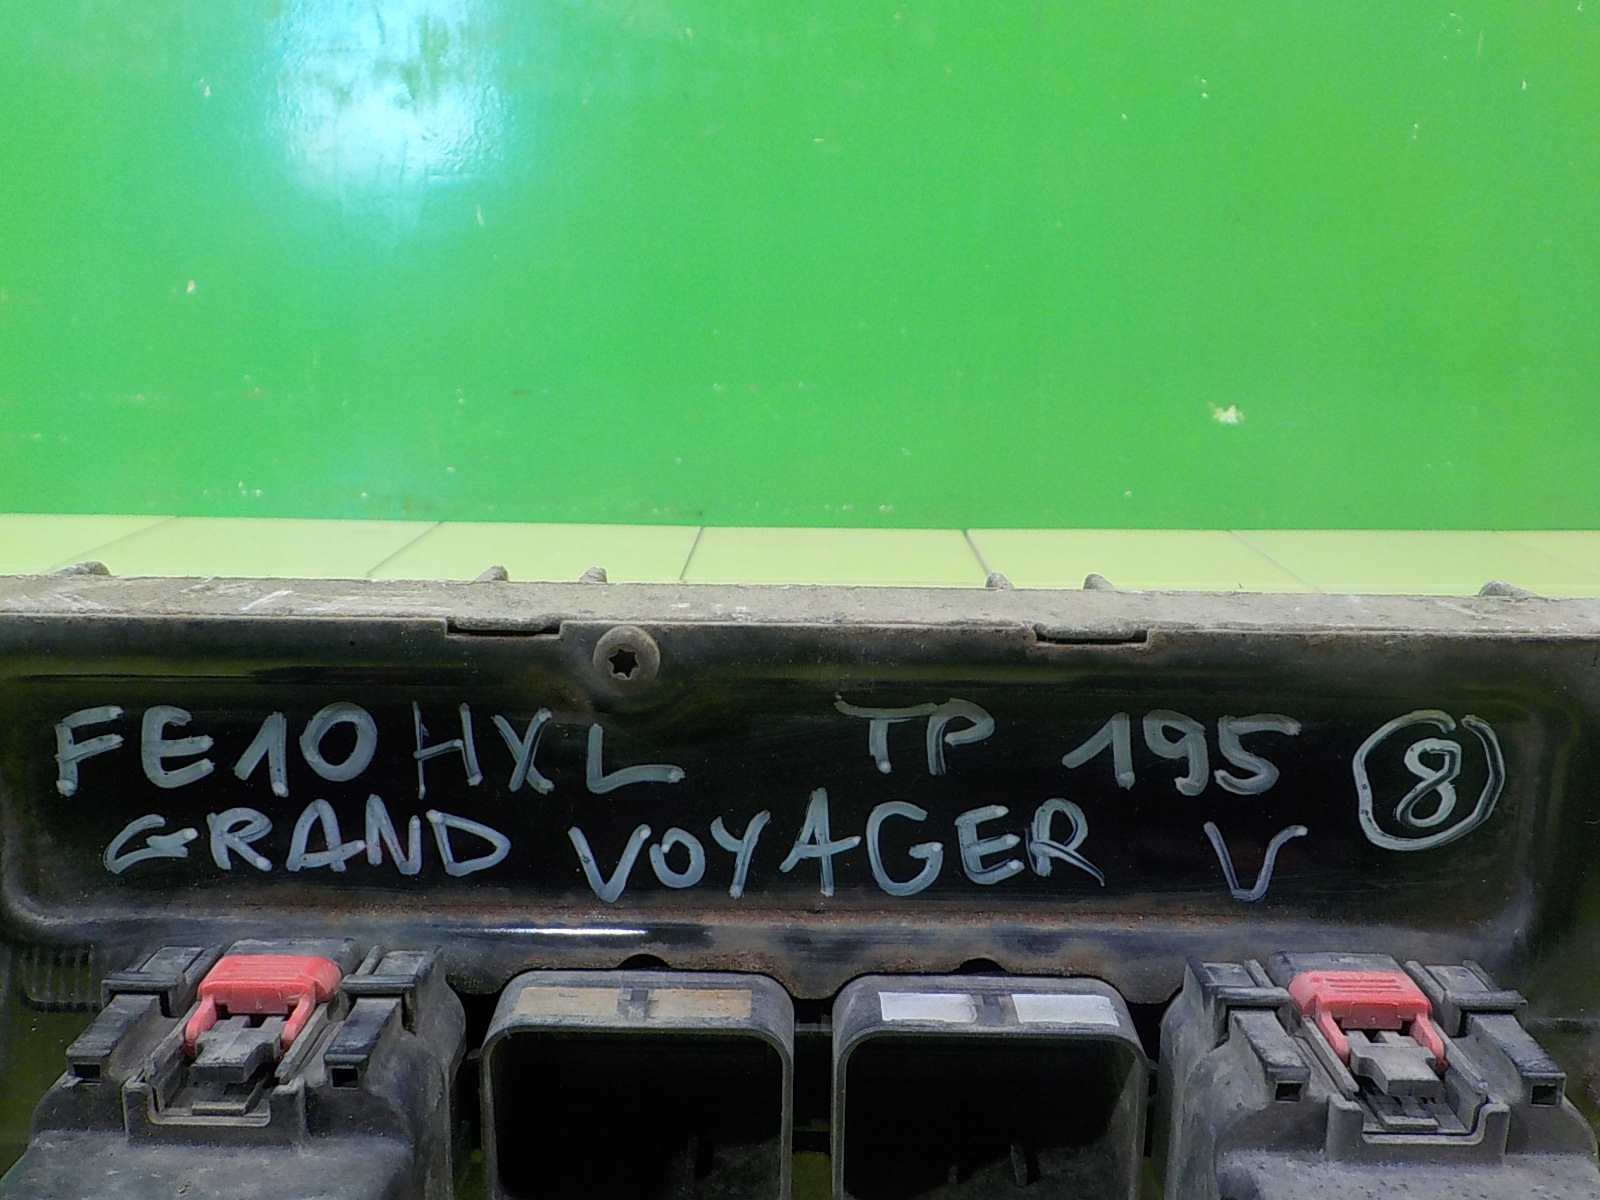 FE10HXL TP 195 8
GRAND VOYAGER V